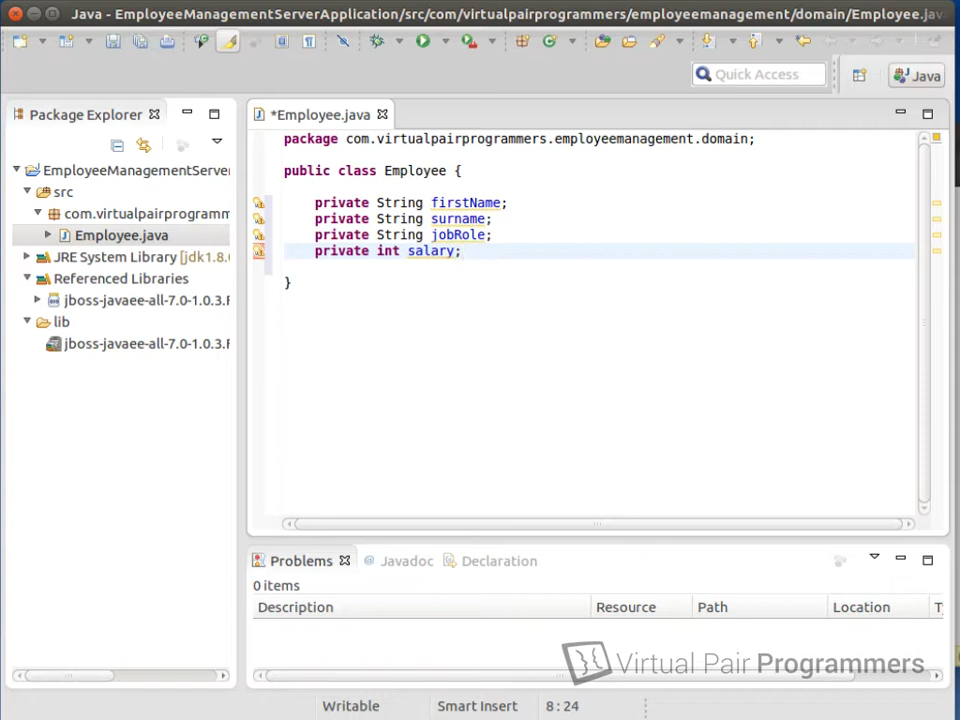 Java - EmployeeManagementServerApplication/src/com/virtualpairprogrammers/employeemanagement/domain/Employee.jav
Quick Access
Java
Package Explorer
*Employee.java
EmployeeManagementServer
src
com.virtualpairprogramm
Employee.java
JRE System Library [jdk1.8.
Referenced Libraries
jboss-javaee-all-7.0-1.0.3.F
lib
jboss-javaee-all-7.0-1.0.3.F
package com.virtualpairprogrammers.employeemanagement.domain;
public class Employee {
private String firstName;
private String surname;
private String jobRole;
private int salary;
}
Problems
@ Javadoc
Declaration
0 items
Description
Resource
Path
Location
Ty
Virtual Pair Programmers
Writable
Smart Insert
8 : 24